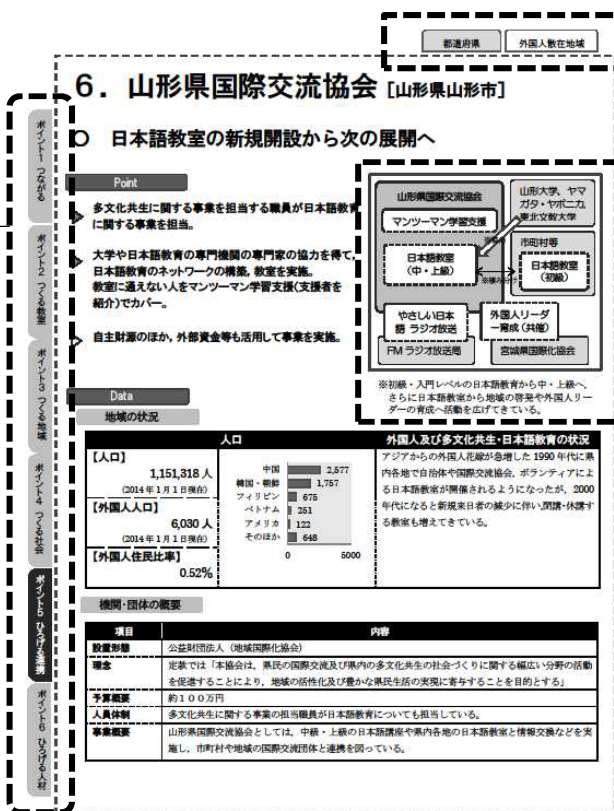 都道府県 外国人散在地域
6．山形県国際交流協会 [山形県山形市]
〇 日本語教室の新規開設から次の展開へ
ポイント1 つながる
ポイント2 つくる教室
ポイント3 つくる地域
ポイント4 つくる社会
ポイント5 ひろげる連携
ポイント6 ひろげる人材
Point
多文化共生に関する事業を担当する職員が日本語教育
に関する事業を担当。
大学や日本語教育の専門機関の専門家の協力を得て，
日本語教育のネットワークの構築，教室を実施。
教室に通えない人をマンツーマン学習支援(支援者を
紹介)でカバー。
自主財源のほか，外部資金等も活用して事業を実施。
山形県国際交流協会
マンツーマン学習支援
日本語教室
(中・上級)
山形大学，ヤマ
ガタ・ヤポニカ，
東北文教大学
市町村等
日本語教室
(初級)
※棲み分け
やさしい日本
語 ラジオ放送
FM ラジオ放送局
外国人リーダ
ー育成（共催）
宮城県国際化協会
※初級・入門レベルの日本語教育から中・上級へ，
さらに日本語教室から地域の啓発や外国人リー
ダーの育成へ活動を広げてきている。
Data
地域の状況
人口 外国人及び多文化共生・日本語教育の状況
【人口】
1,151,318 人
(2014 年 1 月 1 日現在)
【外国人人口】
6,030 人
(2014 年 1 月 1 日現在)
【外国人住民比率】
0.52%
中国 2,577
韓国・朝鮮 1,757
フィリピン 675
ベトナム 251
アメリカ 122
そのほか 648
0 5000
アジアからの外国人花嫁が急増した 1990 年代に県
内各地で自治体や国際交流協会，ボランティアによ
る日本語教室が開催されるようになったが，2000
年代になると新規来日者の減少に伴い，閉講・休講す
る教室も増えてきている。
機関・団体の概要
項目 内容
設置形態 公益財団法人（地域国際化協会）
理念 定款では「本協会は，県民の国際交流及び県内の多文化共生の社会づくりに関する幅広い分野の活動
を促進することにより，地域の活性化及び豊かな県民生活の実現に寄与することを目的とする」
予算概要 約１００万円
人員体制 多文化共生に関する事業の担当職員が日本語教育についても担当している。
事業概要 山形県国際交流協会としては，中級・上級の日本語講座や県内各地の日本語教室と情報交換などを実
施し，市町村や地域の国際交流団体と連携を図っている。